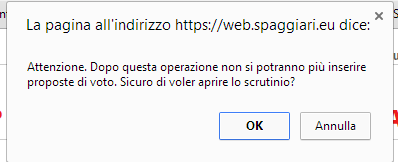 La pagina all'indirizzo https://web.spaggiari.eu dice:
Attenzione. Dopo questa operazione non si potranno più inserire
proposte di voto. Sicuro di voler aprire lo scrutinio?
OK
Annulla